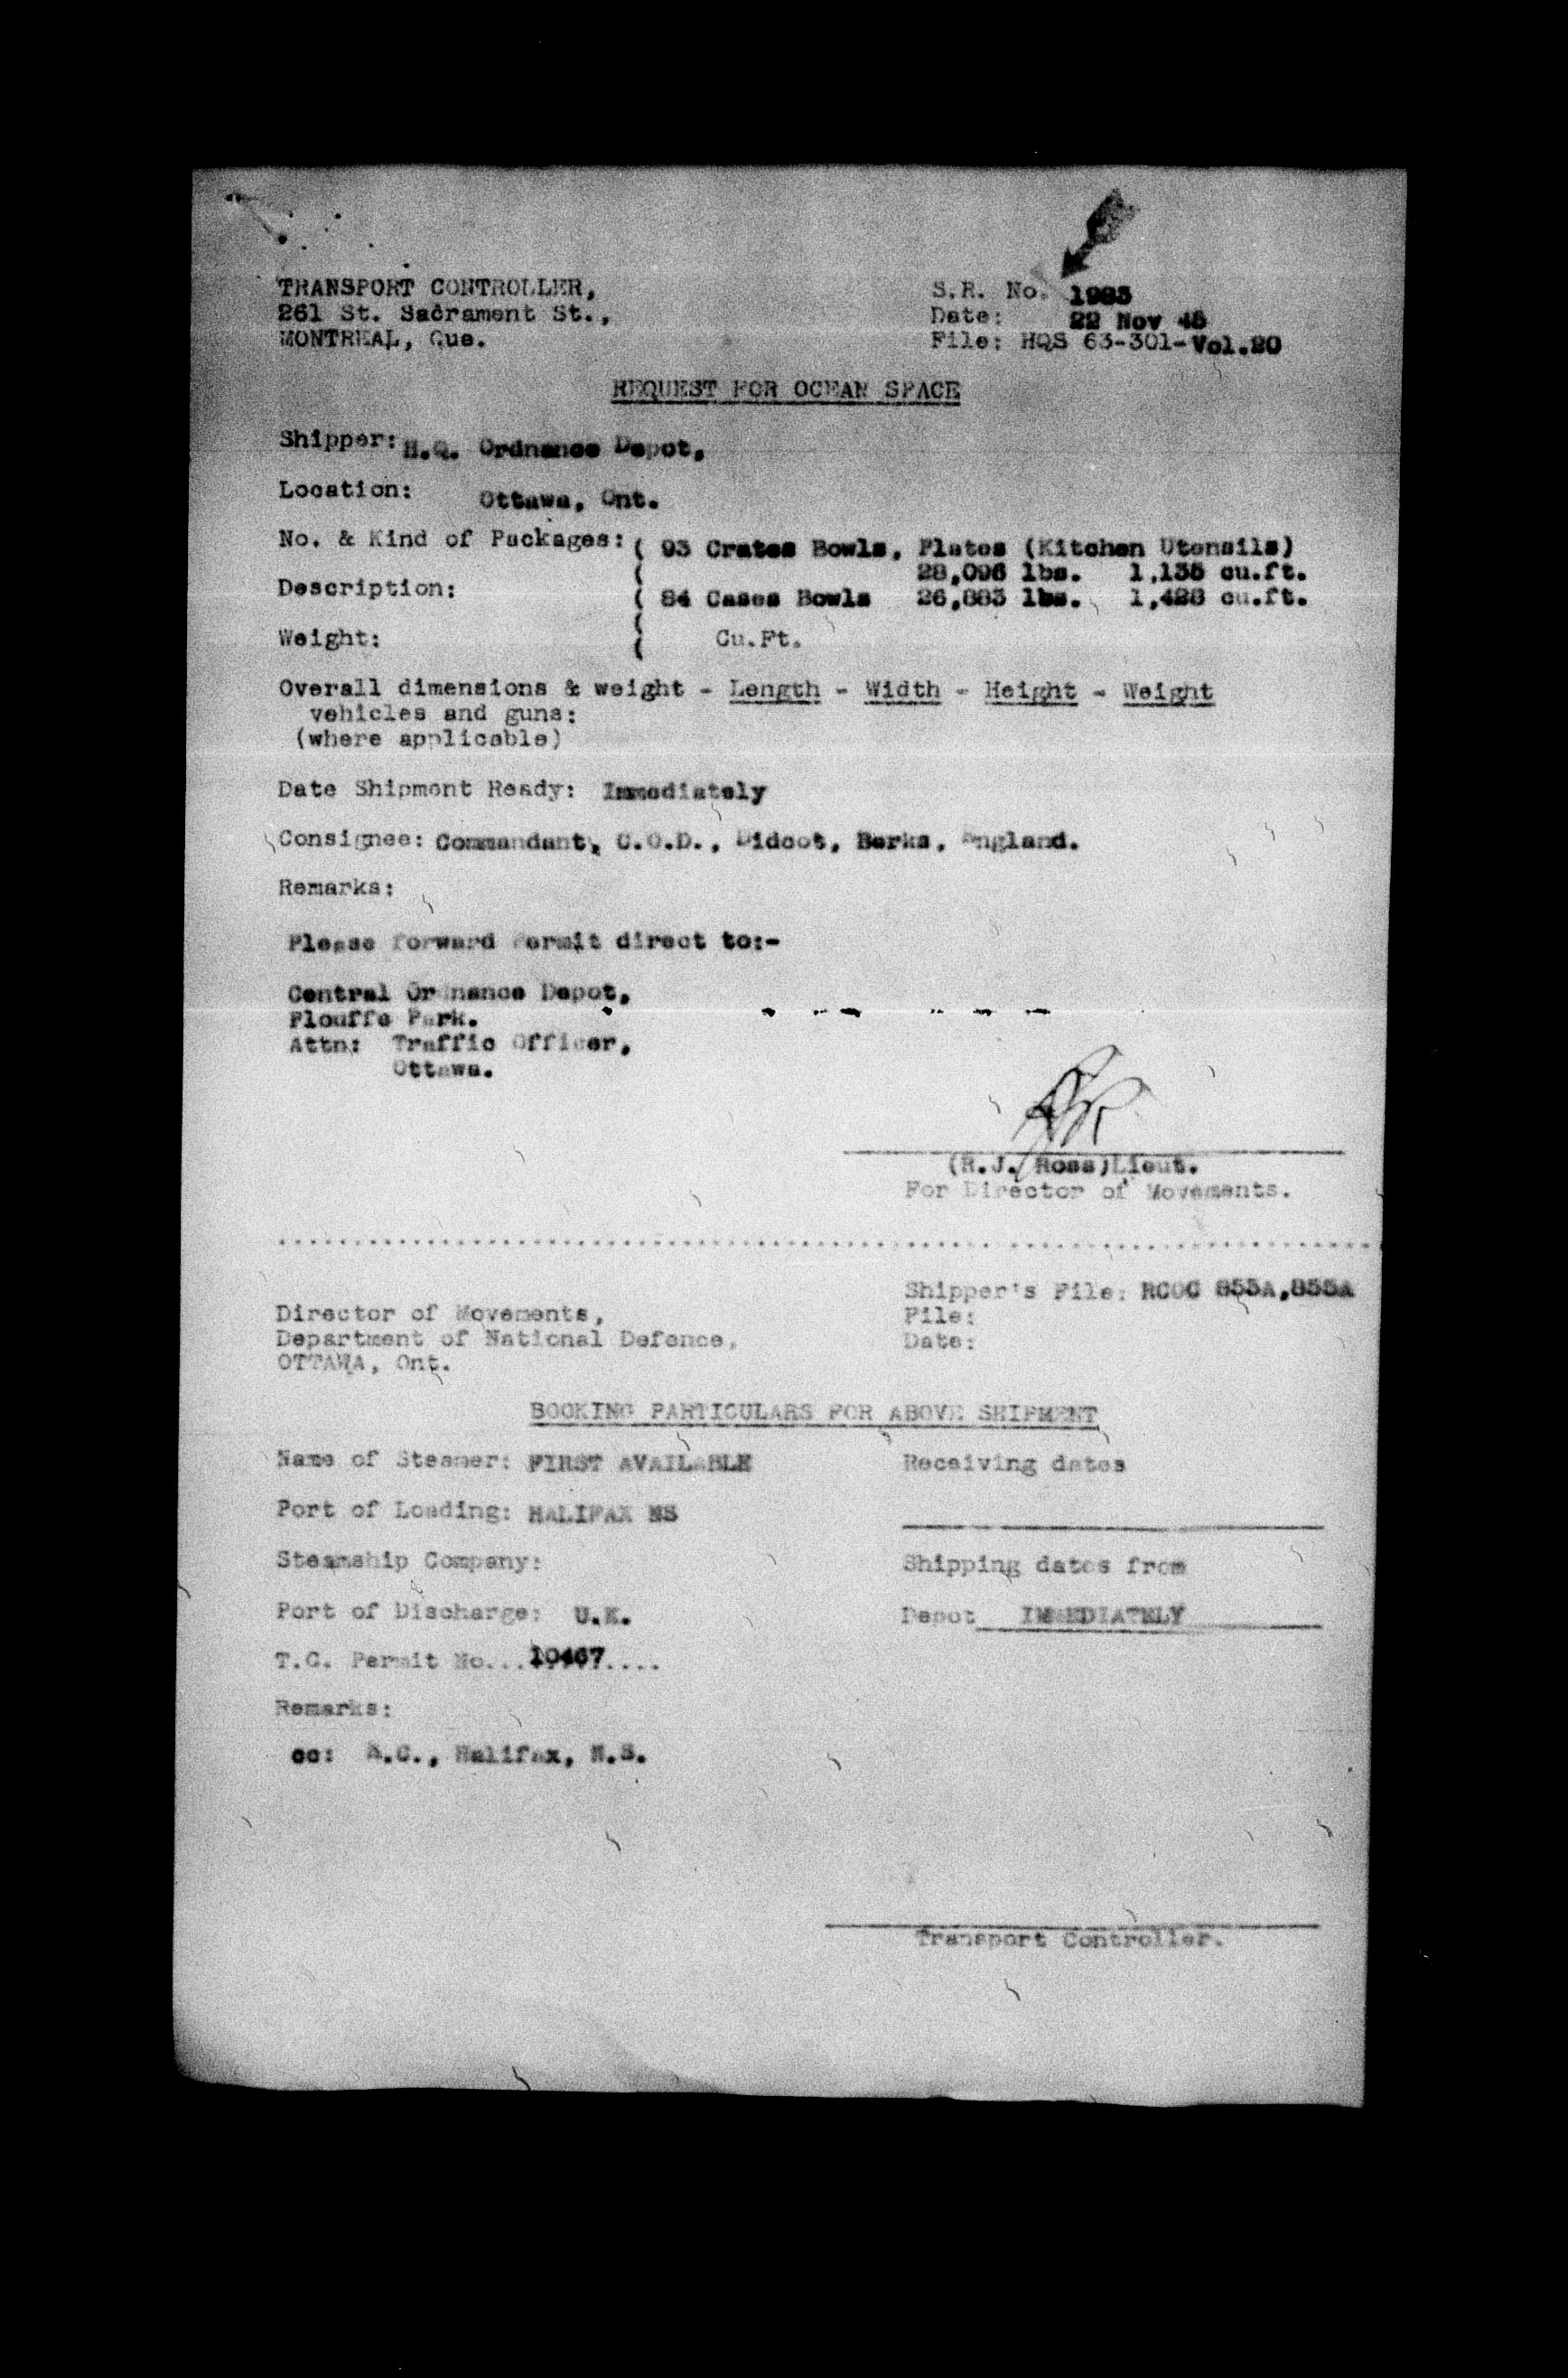 TRANSPORT CONTROLLER,
261 St. Sacrament St.,
MONTREAL, Que.
S.R. No. 1983
Date: 22 Nov 45
File: HQS 63-301-Vol.20
REQUEST FOR OCEAN SPACE
Shipper: H.Q. Ordnance Depot,
Location: Ottawa, Ont.
No. & Kind of Packages: ( 93 Crates Bowls, Plates (Kitchen Utensils)
( 28,096 lbs. 1,135 cu.ft.
Description: ( 84 Cases Bowls 26,883 lbs. 1,428 cu.ft.
(
Weight: ( Cu.Ft.
Overall dimensions & weight - Length - Width - Height - Weight
vehicles and guns:
(where applicable)
Date Shipment Ready: Immediately
Consignee: Commandant, C.O.D., Didcot, Berks, England.
Remarks:
Please forward Permit direct to:-
Central Ordnance Depot,
Plouffe Park.
Attn: Traffic Officer,
Ottawa.
(R.J. Ross)Lieut.
For Director of Movements.
Shipper's File: RCOC 853A,855A
File:
Date:
Director of Movements,
Department of National Defence,
OTTAWA, Ont.
BOOKING PARTICULARS FOR ABOVE SHIPMENT
Name of Steamer: FIRST AVAILABLE Receiving dates
Port of Loading: HALIFAX NS
Steamship Company: Shipping dates from
Port of Discharge: U.K. Depot IMMEDIATELY
T.C. Permit No...10467....
Remarks:
cc: A.C., Halifax, N.S.
Transport Controller.